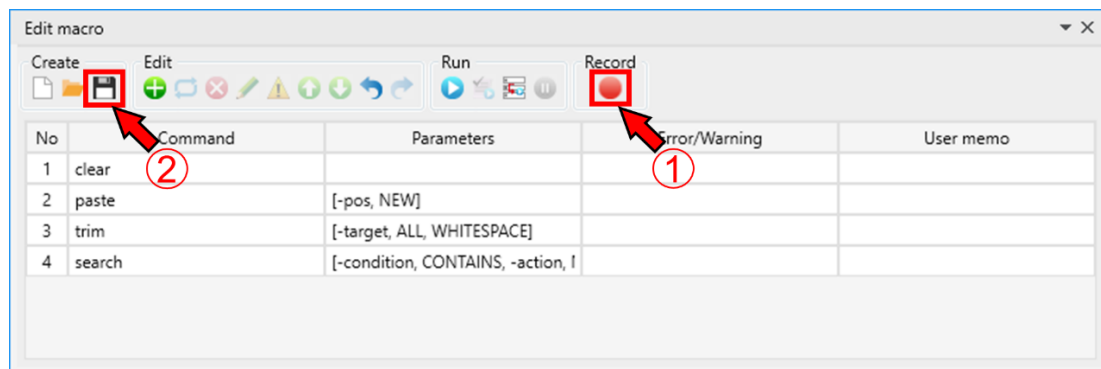 Edit macro
Create Edit Run Record
No Command Parameters Error/Warning User memo
② ①
1 clear
2 paste [-pos, NEW]
3 trim [-target, ALL, WHITESPACE]
4 search [-condition, CONTAINS, -action,